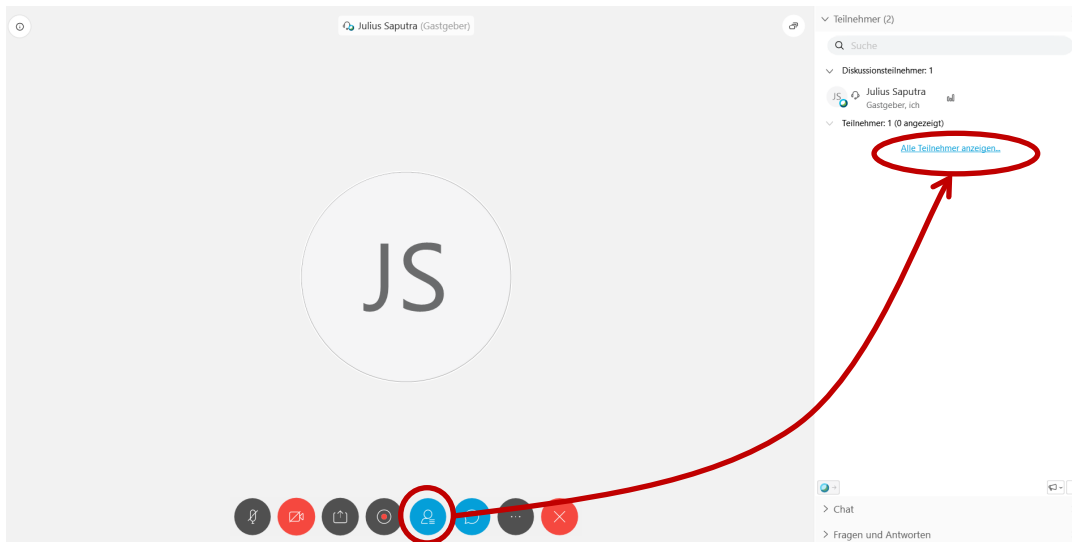 Julius Saputra (Gastgeber)
JS
Teilnehmer (2)
Suche
Diskussionsteilnehmer: 1
JS
Julius Saputra
Gastgeber, ich
Teilnehmer: 1 (0 angezeigt)
Alle Teilnehmer anzeigen...
Chat
Fragen und Antworten